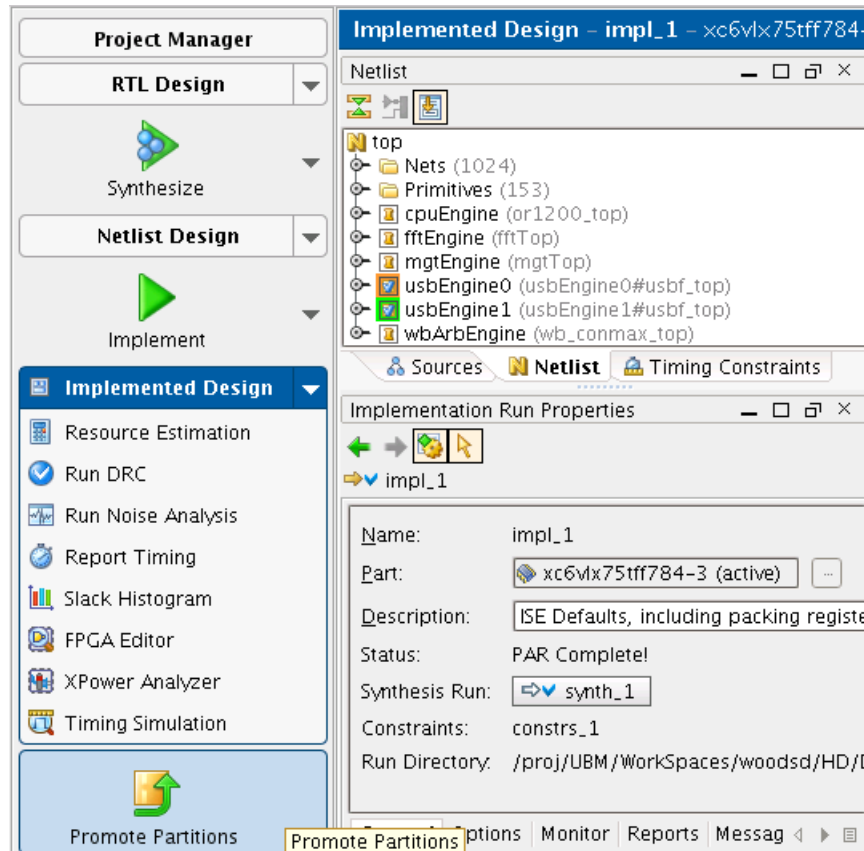 Project Manager
RTL Design
Synthesize
Netlist Design
Implement
Implemented Design
Resource Estimation
Run DRC
Run Noise Analysis
Report Timing
Slack Histogram
FPGA Editor
XPower Analyzer
Timing Simulation
Promote Partitions
Promote Partitions
Implemented Design - impl_1 - xc6vlx75tff784-
Netlist
top
Nets (1024)
Primitives (153)
cpuEngine (or1200_top)
fftEngine (fftTop)
mgtEngine (mgtTop)
usbEngine0 (usbEngine0#usbf_top)
usbEngine1 (usbEngine1#usbf_top)
wbArbEngine (wb_conmax_top)
Sources Netlist Timing Constraints
Implementation Run Properties
impl_1
Name: impl_1
Part: xc6vlx75tff784-3 (active) ...
Description: ISE Defaults, including packing registe
Status: PAR Complete!
Synthesis Run: synth_1
Constraints: constrs_1
Run Directory: /proj/UBM/WorkSpaces/woodsd/HD/
ptions Monitor Reports Messag